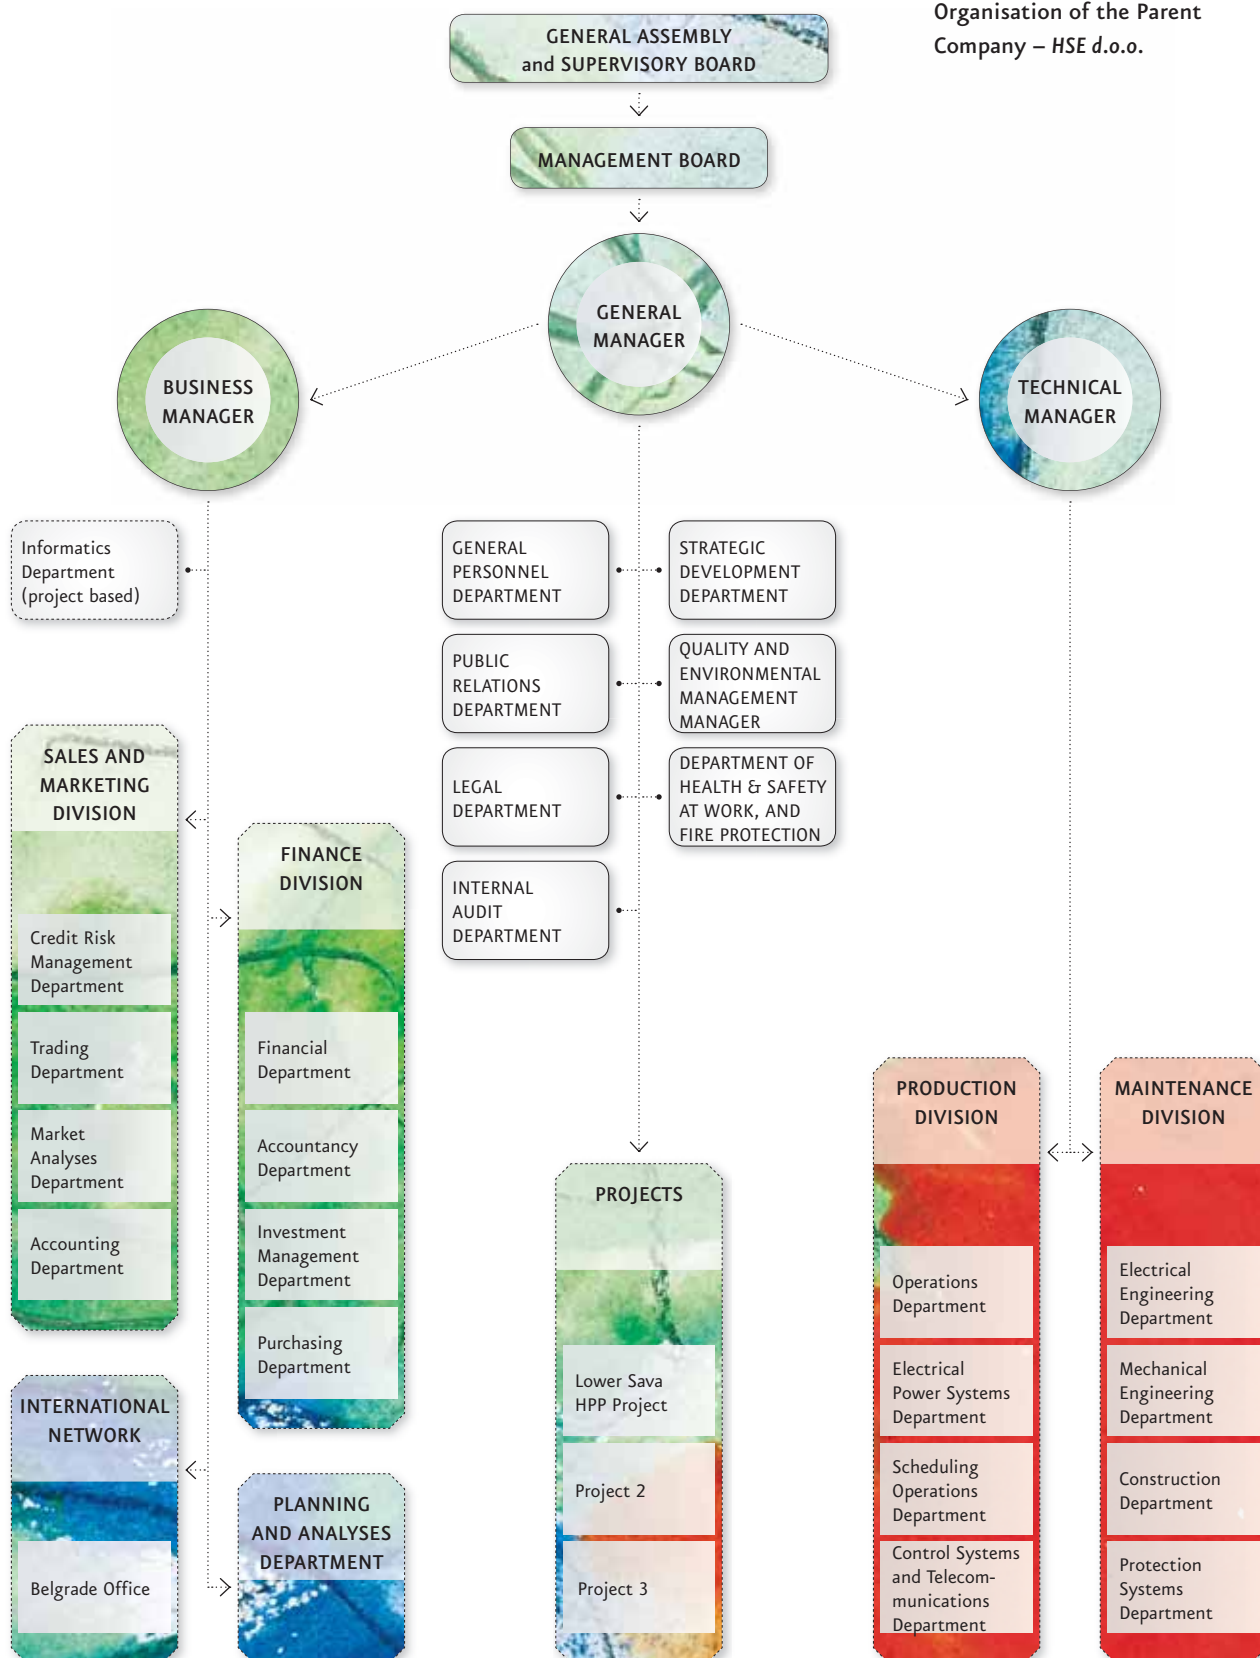 Organisation of the Parent
Company – HSE d.o.o.
GENERAL ASSEMBLY
and SUPERVISORY BOARD
MANAGEMENT BOARD
GENERAL
MANAGER
BUSINESS
MANAGER
TECHNICAL
MANAGER
Informatics
Department
(project based)
GENERAL
PERSONNEL
DEPARTMENT
STRATEGIC
DEVELOPMENT
DEPARTMENT
PUBLIC
RELATIONS
DEPARTMENT
QUALITY AND
ENVIRONMENTAL
MANAGEMENT
MANAGER
LEGAL
DEPARTMENT
DEPARTMENT OF
HEALTH & SAFETY
AT WORK, AND
FIRE PROTECTION
INTERNAL
AUDIT
DEPARTMENT
SALES AND
MARKETING
DIVISION
Credit Risk
Management
Department
Trading
Department
Market
Analyses
Department
Accounting
Department
FINANCE
DIVISION
Financial
Department
Accountancy
Department
Investment
Management
Department
Purchasing
Department
INTERNATIONAL
NETWORK
Belgrade Office
PLANNING
AND ANALYSES
DEPARTMENT
PROJECTS
Lower Sava
HPP Project
Project 2
Project 3
PRODUCTION
DIVISION
Operations
Department
Electrical
Power Systems
Department
Scheduling
Operations
Department
Control Systems
and Telecom-
munications
Department
MAINTENANCE
DIVISION
Electrical
Engineering
Department
Mechanical
Engineering
Department
Construction
Department
Protection
Systems
Department